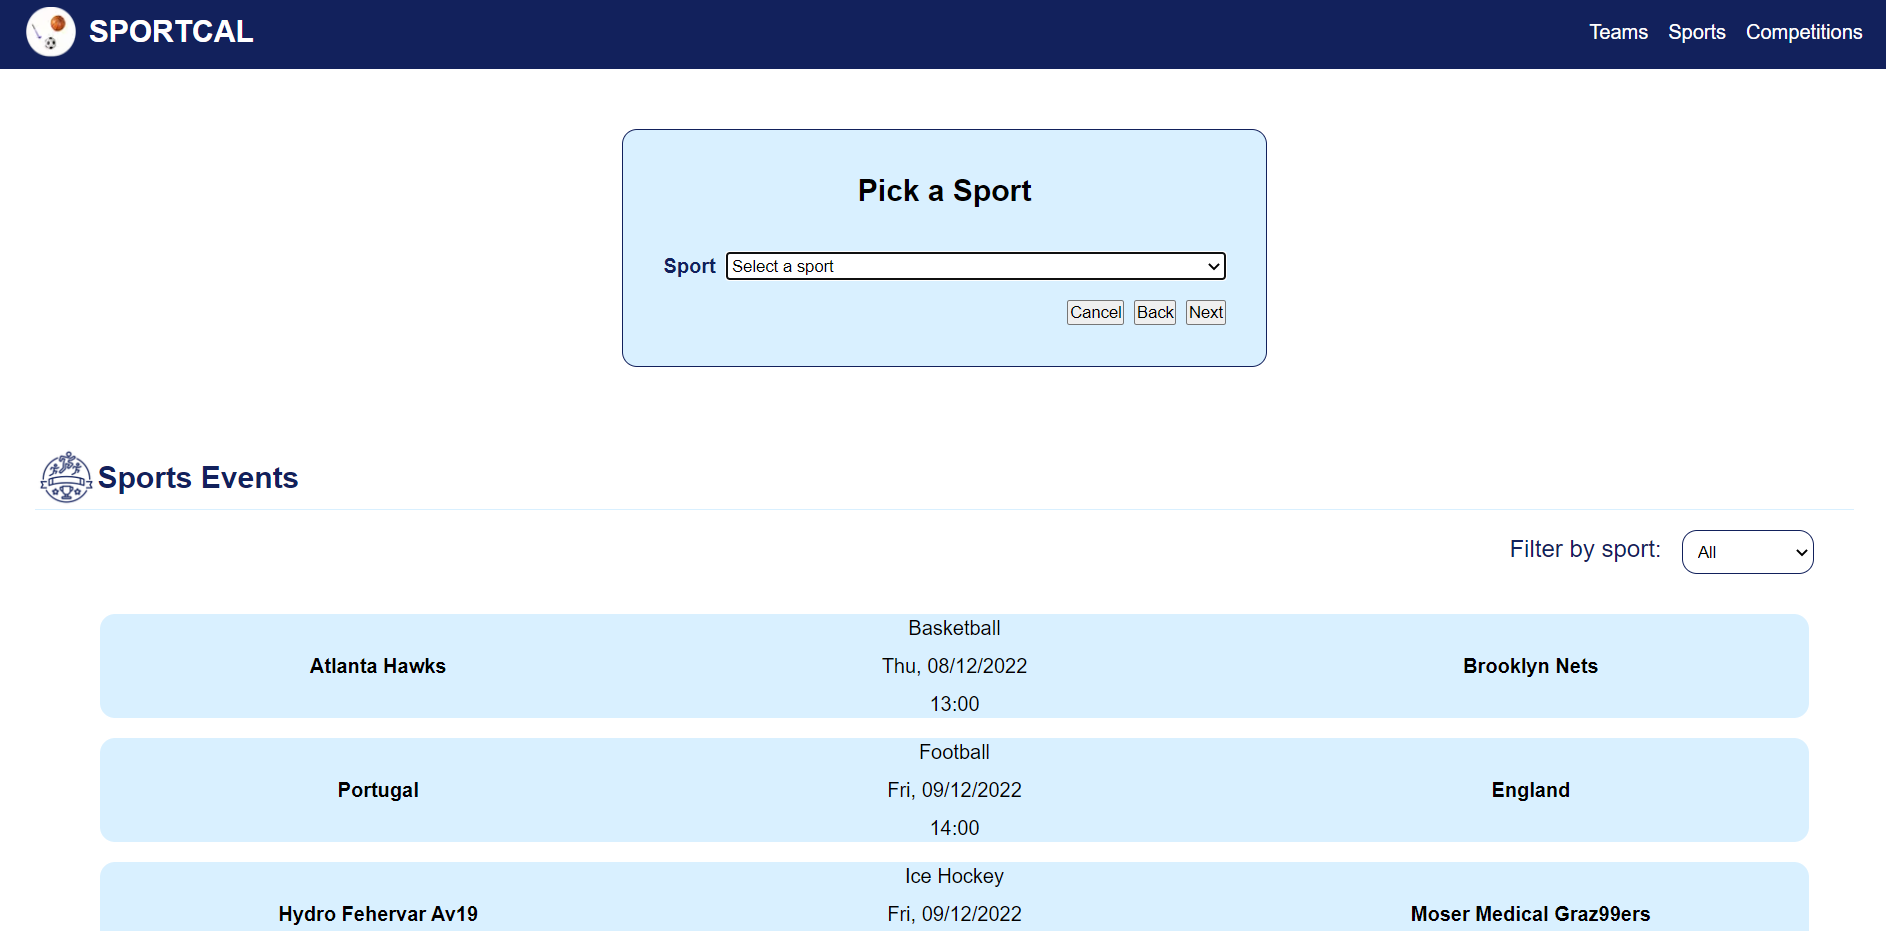 SPORTCAL
Teams Sports Competitions
Pick a Sport
Sport Select a sport
Cancel Back Next
Sports Events
Filter by sport: All
Basketball
Atlanta Hawks Thu, 08/12/2022 Brooklyn Nets
13:00
Football
Portugal Fri, 09/12/2022 England
14:00
Ice Hockey
Hydro Fehervar Av19 Fri, 09/12/2022 Moser Medical Graz99ers